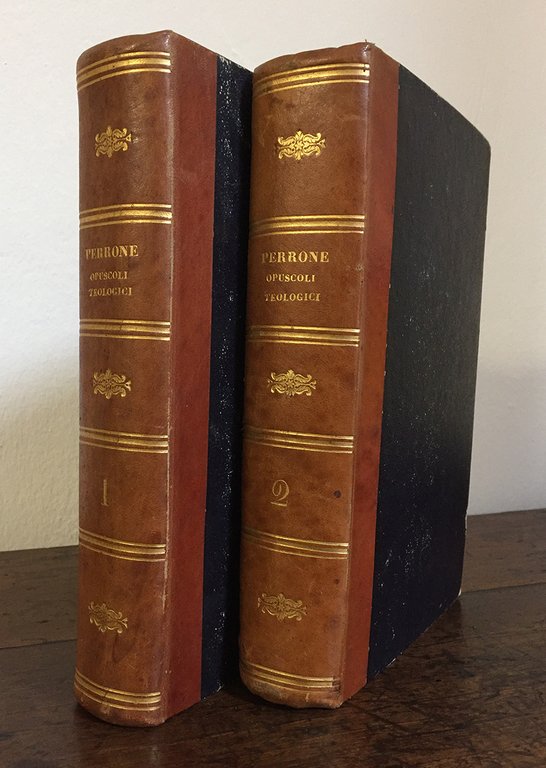 PERRONE
OPUSCOLI
TEOLOGICI
1
PERRONE
OPUSCOLI
TEOLOGICI
2